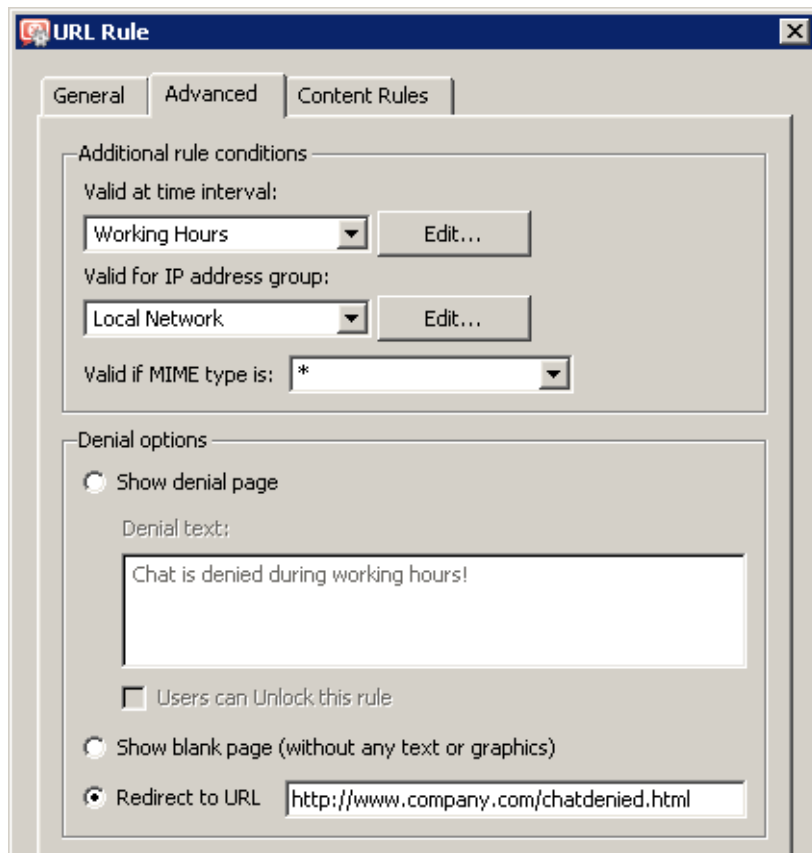 URL Rule
General
Advanced
Content Rules
Additional rule conditions
Valid at time interval:
Working Hours
Edit...
Valid for IP address group:
Local Network
Edit...
Valid if MIME type is:
*
Denial options
Show denial page
Denial text:
Chat is denied during working hours!
Users can Unlock this rule
Show blank page (without any text or graphics)
Redirect to URL
http://www.company.com/chatdenied.html